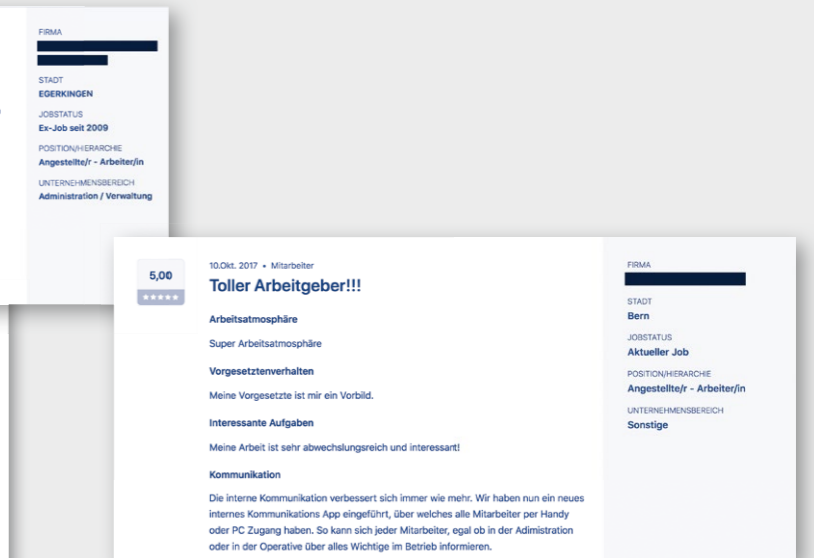 FIRMA
STADT
EGERKINGEN
JOBSTATUS
Ex-Job seit 2009
POSITION/HIERARCHIE
Angestellte/r - Arbeiter/in
UNTERNEHMENSBEREICH
Administration / Verwaltung
5,00
10.Okt. 2017 • Mitarbeiter
Toller Arbeitgeber!!!
Arbeitsatmosphäre
Super Arbeitsatmosphäre
Vorgesetztenverhalten
Meine Vorgesetzte ist mir ein Vorbild.
Interessante Aufgaben
Meine Arbeit ist sehr abwechslungsreich und interessant!
Kommunikation
Die interne Kommunikation verbessert sich immer wie mehr. Wir haben nun ein neues
internes Kommunikations App eingeführt, über welches alle Mitarbeiter per Handy
oder PC Zugang haben. So kann sich jeder Mitarbeiter, egal ob in der Adimistration
oder in der Operative über alles Wichtige im Betrieb informieren.
FIRMA
STADT
Bern
JOBSTATUS
Aktueller Job
POSITION/HIERARCHIE
Angestellte/r - Arbeiter/in
UNTERNEHMENSBEREICH
Sonstige